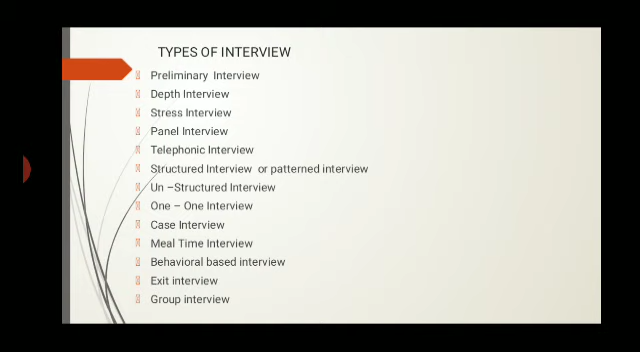 TYPES OF INTERVIEW
Preliminary Interview
Depth Interview
Stress Interview
Panel Interview
Telephonic Interview
Structured Interview or patterned interview
Un –Structured Interview
One – One Interview
Case Interview
Meal Time Interview
Behavioral based interview
Exit interview
Group interview